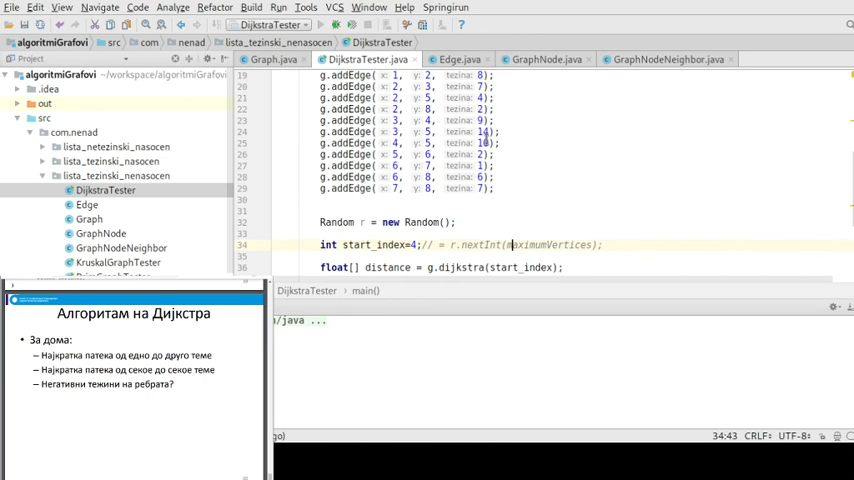 File Edit View Navigate Code Analyze Refactor Build Run Tools VCS Window Help Springirun
DijkstraTester
algoritmiGrafovi src com nenad lista_tezinski_nenasocen DijkstraTester
Project
Graph.java DijkstraTester.java Edge.java GraphNode.java GraphNodeNeighbor.java
algoritmiGrafovi ~/workspace/algoritmiGrafovi
.idea
out
src
com.nenad
lista_netezinski_nasocen
lista_tezinski_nasocen
lista_tezinski_nenasocen
DijkstraTester
Edge
Graph
GraphNode
GraphNodeNeighbor
KruskalGraphTester
19 g.addEdge( x: 1, y: 2, tezina: 8);
20 g.addEdge( x: 2, y: 3, tezina: 7);
21 g.addEdge( x: 2, y: 5, tezina: 4);
22 g.addEdge( x: 2, y: 8, tezina: 2);
23 g.addEdge( x: 3, y: 4, tezina: 9);
24 g.addEdge( x: 3, y: 5, tezina: 14);
25 g.addEdge( x: 4, y: 5, tezina: 10);
26 g.addEdge( x: 5, y: 6, tezina: 2);
27 g.addEdge( x: 6, y: 7, tezina: 1);
28 g.addEdge( x: 6, y: 8, tezina: 6);
29 g.addEdge( x: 7, y: 8, tezina: 7);
30
31
32 Random r = new Random();
33
34 int start_index=4;// = r.nextInt(maximumVertices);
35
36 float[] distance = g.dijkstra(start_index);
DijkstraTester main()
/java ...
Алгоритам на Дијкстра
• За дома:
– Најкратка патека од едно до друго теме
– Најкратка патека од секое до секое теме
– Негативни тежини на ребрата?
34:43 CRLF÷ UTF-8÷